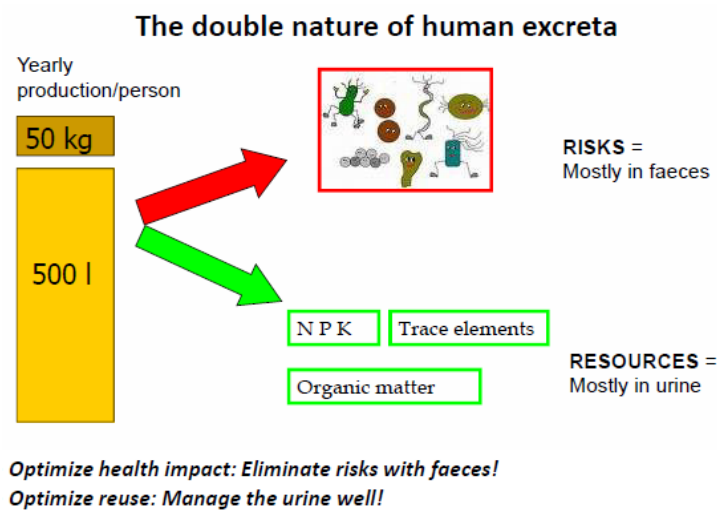 The double nature of human excreta
Yearly
production/person
50 kg
500 l
RISKS =
Mostly in faeces
N P K
Trace elements
Organic matter
RESOURCES =
Mostly in urine
Optimize health impact: Eliminate risks with faeces!
Optimize reuse: Manage the urine well!